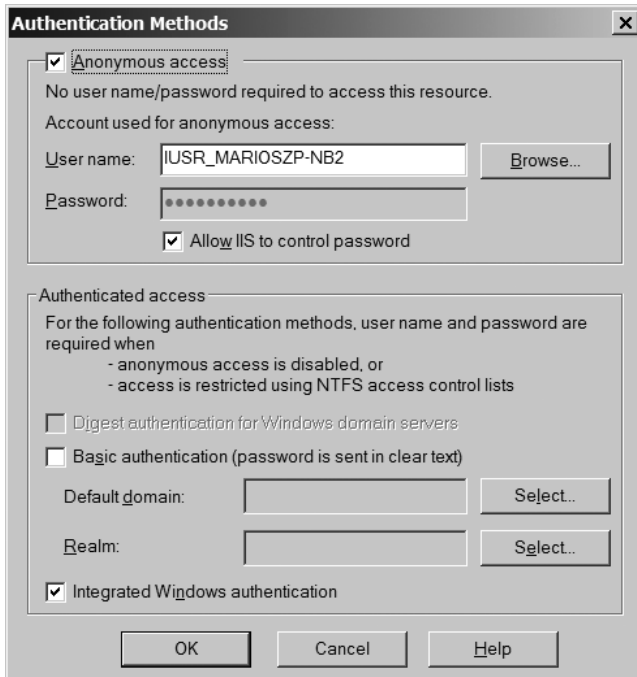 Authentication Methods
Anonymous access
No user name/password required to access this resource.
Account used for anonymous access:
User name: IUSR_MARIOSZP-NB2 Browse...
Password: ●●●●●●●●●●
Allow IIS to control password
Authenticated access
For the following authentication methods, user name and password are
required when
- anonymous access is disabled, or
- access is restricted using NTFS access control lists
Digest authentication for Windows domain servers
Basic authentication (password is sent in clear text)
Default domain: Select...
Realm: Select...
Integrated Windows authentication
OK Cancel Help